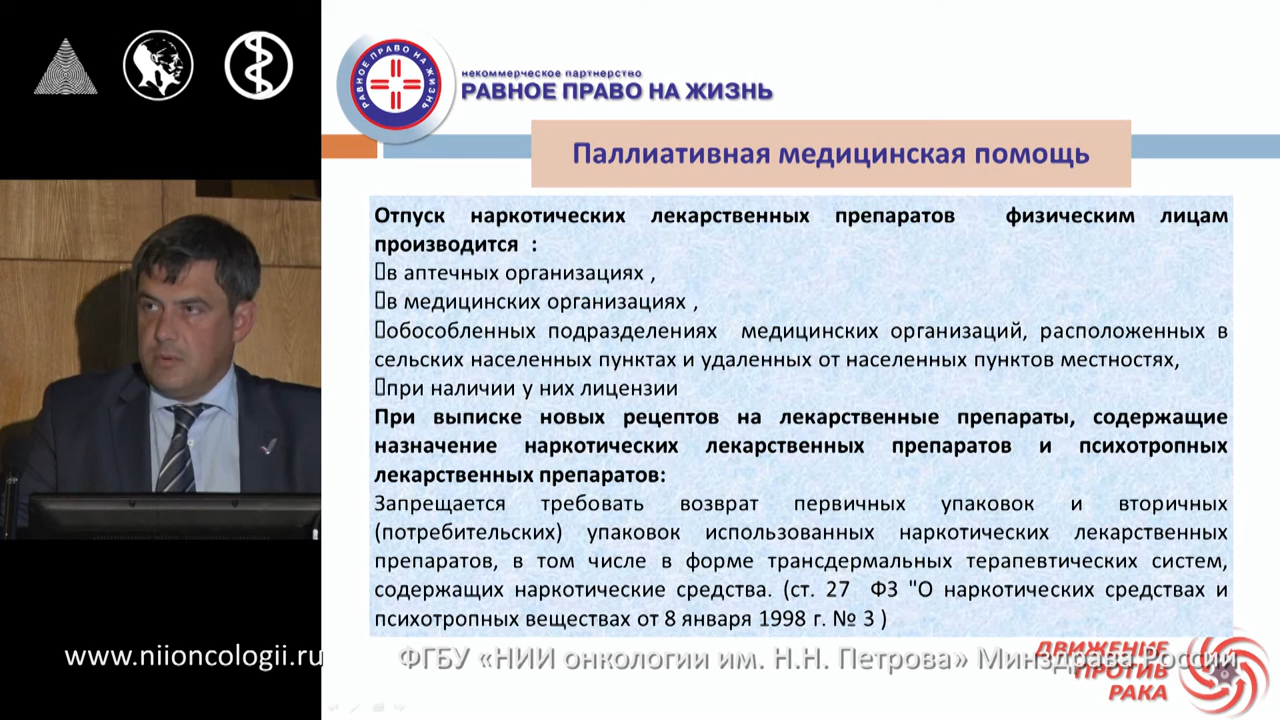 РАВНОЕ ПРАВО НА ЖИЗНЬ
некоммерческое партнерство
РАВНОЕ ПРАВО НА ЖИЗНЬ
Паллиативная медицинская помощь
Отпуск наркотических лекарственных препаратов физическим лицам
производится :
в аптечных организациях ,
в медицинских организациях ,
обособленных подразделениях медицинских организаций, расположенных в
сельских населенных пунктах и удаленных от населенных пунктов местностях,
при наличии у них лицензии
При выписке новых рецептов на лекарственные препараты, содержащие
назначение наркотических лекарственных препаратов и психотропных
лекарственных препаратов:
Запрещается требовать возврат первичных упаковок и вторичных
(потребительских) упаковок использованных наркотических лекарственных
препаратов, в том числе в форме трансдермальных терапевтических систем,
содержащих наркотические средства. (ст. 27 ФЗ "О наркотических средствах и
психотропных веществах от 8 января 1998 г. № 3 )
www.niioncologii.ru
ФГБУ «НИИ онкологии им. Н.Н. Петрова» Минздрава России
ДВИЖЕНИЕ
ПРОТИВ
РАКА